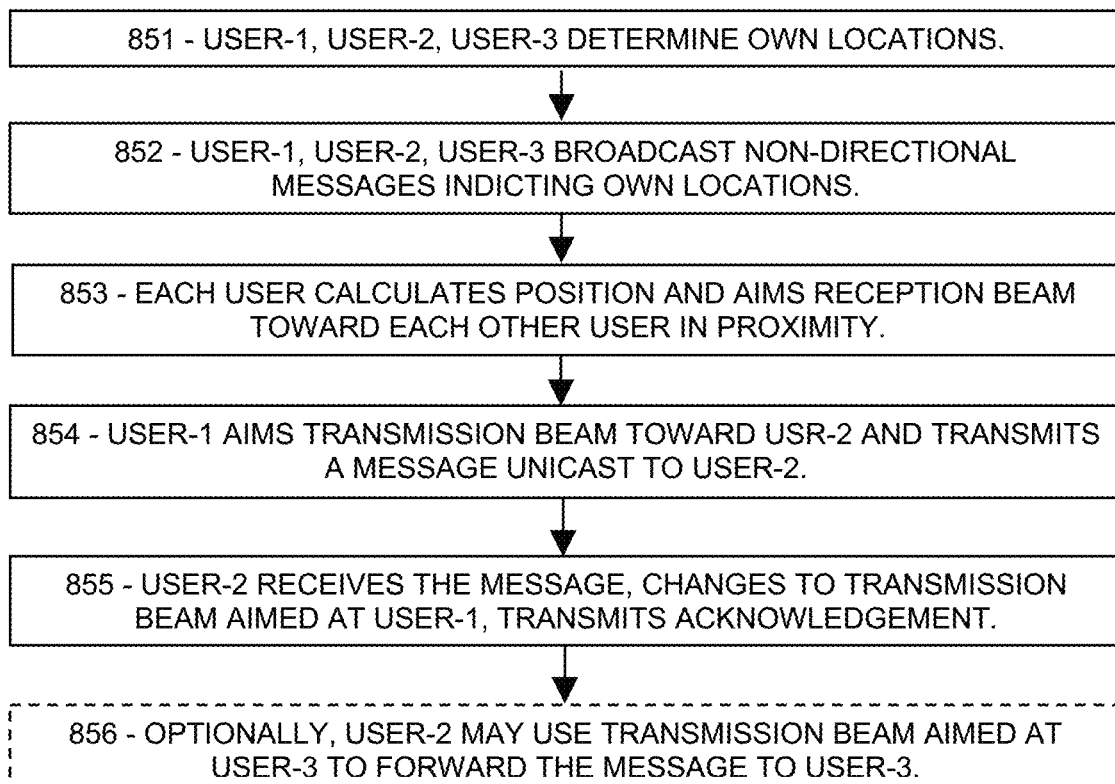 851 - USER-1, USER-2, USER-3 DETERMINE OWN LOCATIONS.
852 - USER-1, USER-2, USER-3 BROADCAST NON-DIRECTIONAL
MESSAGES INDICTING OWN LOCATIONS.
853 - EACH USER CALCULATES POSITION AND AIMS RECEPTION BEAM
TOWARD EACH OTHER USER IN PROXIMITY.
854 - USER-1 AIMS TRANSMISSION BEAM TOWARD USR-2 AND TRANSMITS
A MESSAGE UNICAST TO USER-2.
855 - USER-2 RECEIVES THE MESSAGE, CHANGES TO TRANSMISSION
BEAM AIMED AT USER-1, TRANSMITS ACKNOWLEDGEMENT.
856 - OPTIONALLY, USER-2 MAY USE TRANSMISSION BEAM AIMED AT
USER-3 TO FORWARD THE MESSAGE TO USER-3.